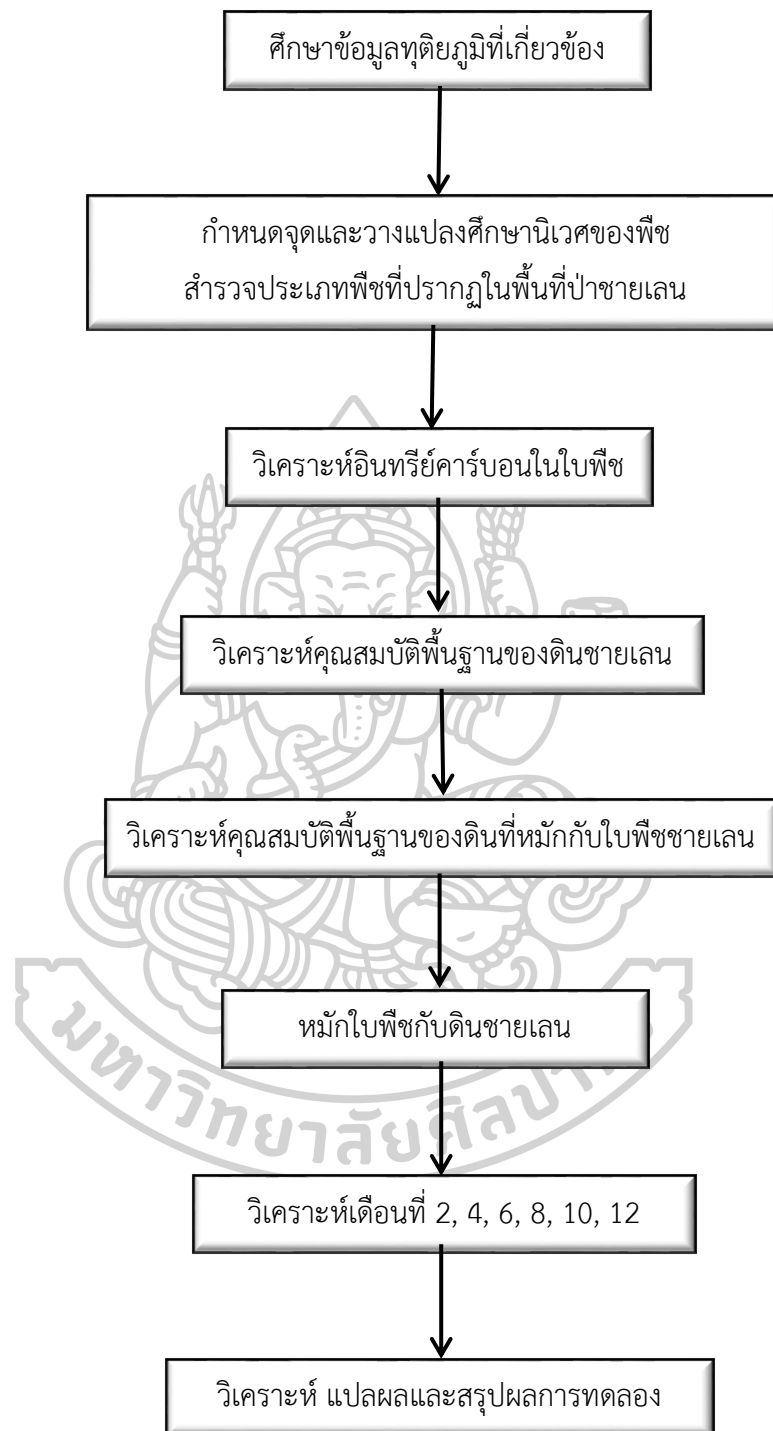 ศึกษาข้อมูลทุติยภูมิที่เกี่ยวข้อง
กำหนดจุดและวางแปลงศึกษานิเวศของพืช
สำรวจประเภทพืชที่ปรากฏในพื้นที่ป่าชายเลน
วิเคราะห์อินทรีย์คาร์บอนในใบพืช
วิเคราะห์คุณสมบัติพื้นฐานของดินชายเลน
วิเคราะห์คุณสมบัติพื้นฐานของดินที่หมักกับใบพืชชายเลน
หมักใบพืชกับดินชายเลน
มหาวิทยาลัยศิลปากร
วิเคราะห์เดือนที่ 2, 4, 6, 8, 10, 12
วิเคราะห์ แปลผลและสรุปผลการทดลอง